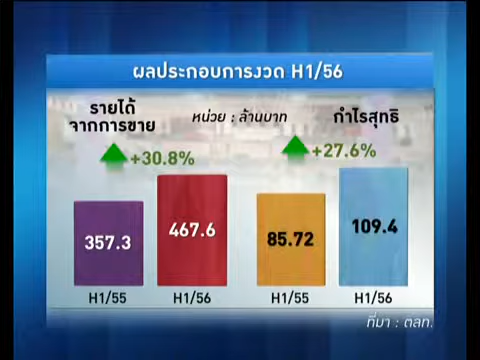 ผลประกอบการงวด H1/56
รายได้
จากการขาย
หน่วย : ล้านบาท
กำไรสุทธิ
+30.8%
+27.6%
357.3
467.6
85.72
109.4
H1/55
H1/56
H1/55
H1/56
ที่มา : ตลท.